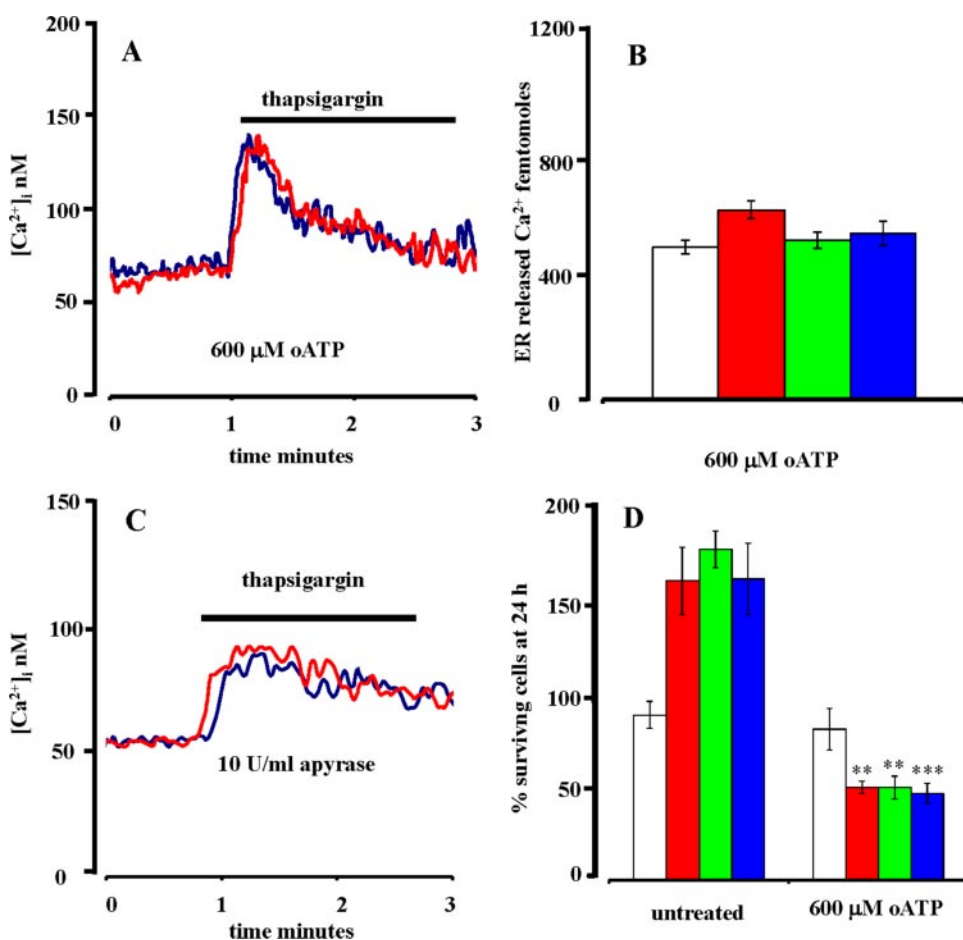 A
200
150
100
50
0
[Ca²⁺]ᵢ nM
thapsigargin
600 µM oATP
0 1 2 3
time minutes
B
1200
800
400
0
ER released Ca²⁺ femtomoles
600 µM oATP
C
150
100
50
0
[Ca²⁺]ᵢ nM
thapsigargin
10 U/ml apyrase
0 1 2 3
time minutes
D
200
150
100
50
0
% survivng cells at 24 h
** ** ***
untreated 600 µM oATP